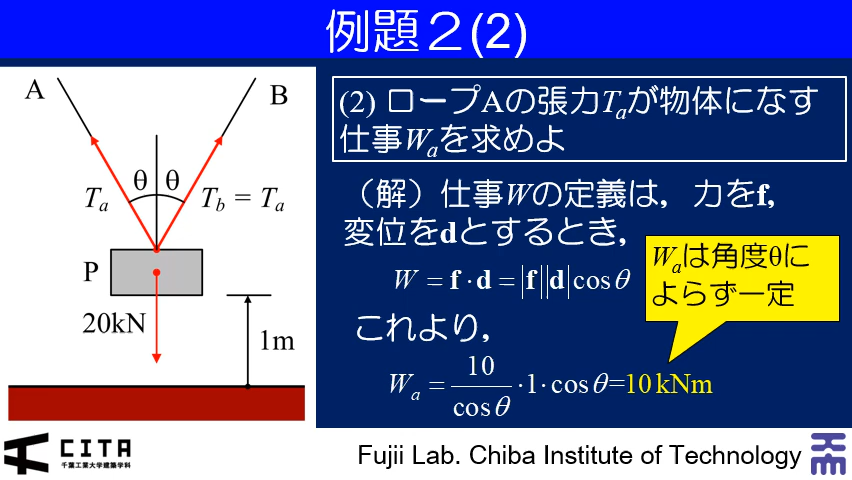 例題２(2)
A
B
θ θ
Ta
Tb = Ta
P
20kN
1m
(2) ロープAの張力Taが物体になす
仕事Waを求めよ
（解）仕事Wの定義は，力をf,
変位をdとするとき，
W = f · d = |f||d|cosθ
Waは角度θに
よらず一定
これより，
Wa = 10/cosθ · 1 · cosθ=10 kNm
CITA
千葉工業大学建築学科
Fujii Lab. Chiba Institute of Technology